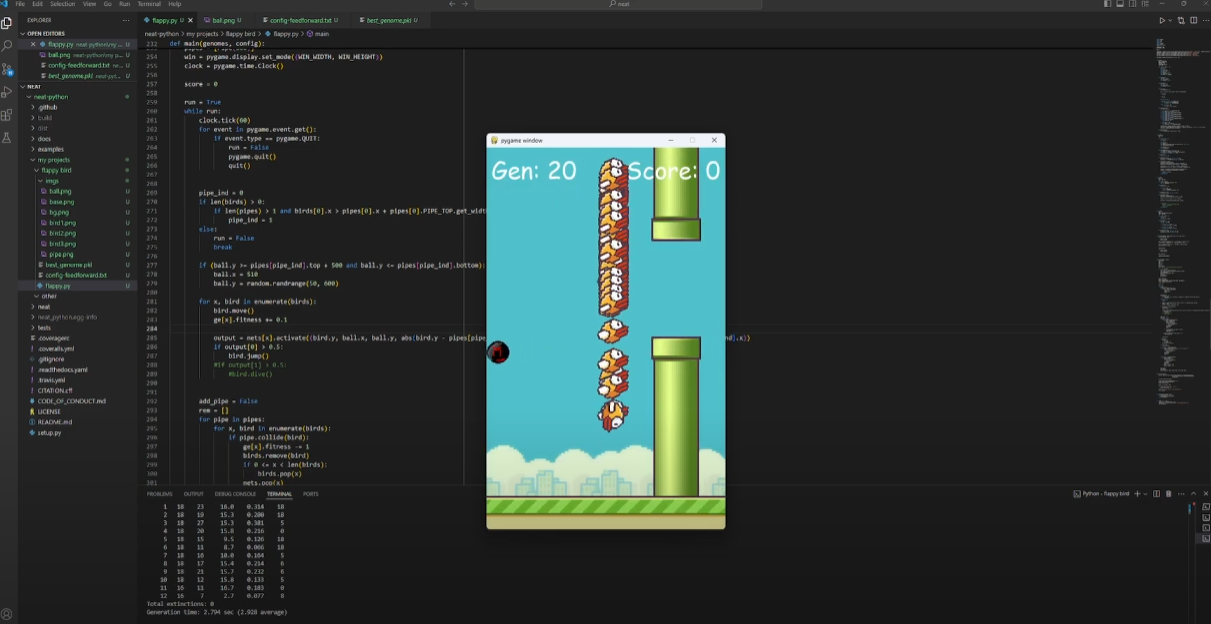 File Edit Selection View Go Run Terminal Help
neat
EXPLORER
flappy.py U
ball.png U
config-feedforward.txt U
best_genome.pkl U
OPEN EDITORS
flappy.py neat-python\my ... U
ball.png neat-python\my p... U
config-feedforward.txt ne... U
best_genome.pkl neat-pyt... U
NEAT
neat-python
.github
build
dist
docs
examples
my projects
flappy bird
imgs
ball.png U
base.png U
bg.png U
bird1.png U
bird2.png U
bird3.png U
pipe.png U
best_genome.pkl U
config-feedforward.txt U
flappy.py U
other
neat
tests
.coveragerc
.coveralls.yml
.gitignore
.readthedocs.yaml
.travis.yml
CITATION.cff
CODE_OF_CONDUCT.md
LICENSE
README.md
setup.py
neat-python > my projects > flappy bird > flappy.py > main
232 def main(genomes, config):
254 win = pygame.display.set_mode((WIN_WIDTH, WIN_HEIGHT))
255 clock = pygame.time.Clock()
256
257 score = 0
258
259 run = True
260 while run:
261 clock.tick(60)
262 for event in pygame.event.get():
263 if event.type == pygame.QUIT:
264 run = False
265 pygame.quit()
266 quit()
267
268
269 pipe_ind = 0
270 if len(birds) > 0:
271 if len(pipes) > 1 and birds[0].x > pipes[0].x + pipes[0].PIPE_TOP.get_widt
272 pipe_ind = 1
273 else:
274 run = False
275 break
276
277 if (ball.y >= pipes[pipe_ind].top + 500 and ball.y <= pipes[pipe_ind].bottom):
278 ball.x = 510
279 ball.y = random.randrange(50, 600)
280
281 for x, bird in enumerate(birds):
282 bird.move()
283 ge[x].fitness += 0.1
284
285 output = nets[x].activate((bird.y, ball.x, ball.y, abs(bird.y - pipes[pipe nd].x))
286 if output[0] > 0.5:
287 bird.jump()
288 #if output[1] > 0.5:
289 #bird.dive()
290
291
292 add_pipe = False
293 rem = []
294 for pipe in pipes:
295 for x, bird in enumerate(birds):
296 if pipe.collide(bird):
297 ge[x].fitness -= 1
298 birds.remove(bird)
299 if 0 <= x < len(birds):
300 birds.pop(x)
301 nets.pop(x)
pygame window
Gen: 20 Score: 0
PROBLEMS OUTPUT DEBUG CONSOLE TERMINAL PORTS
Python - flappy bird
1 18 23 16.0 0.314 18
2 18 19 15.3 0.280 18
3 18 27 15.3 0.301 5
4 18 20 15.8 0.216 0
5 18 15 9.5 0.126 18
6 18 11 8.7 0.066 18
7 18 16 18.0 0.164 5
8 18 17 15.4 0.214 6
9 18 21 15.7 0.232 6
10 18 12 15.8 0.133 5
11 16 11 16.7 0.183 0
12 16 7 2.7 0.077 8
Total extinctions: 0
Generation time: 2.794 sec (2.928 average)